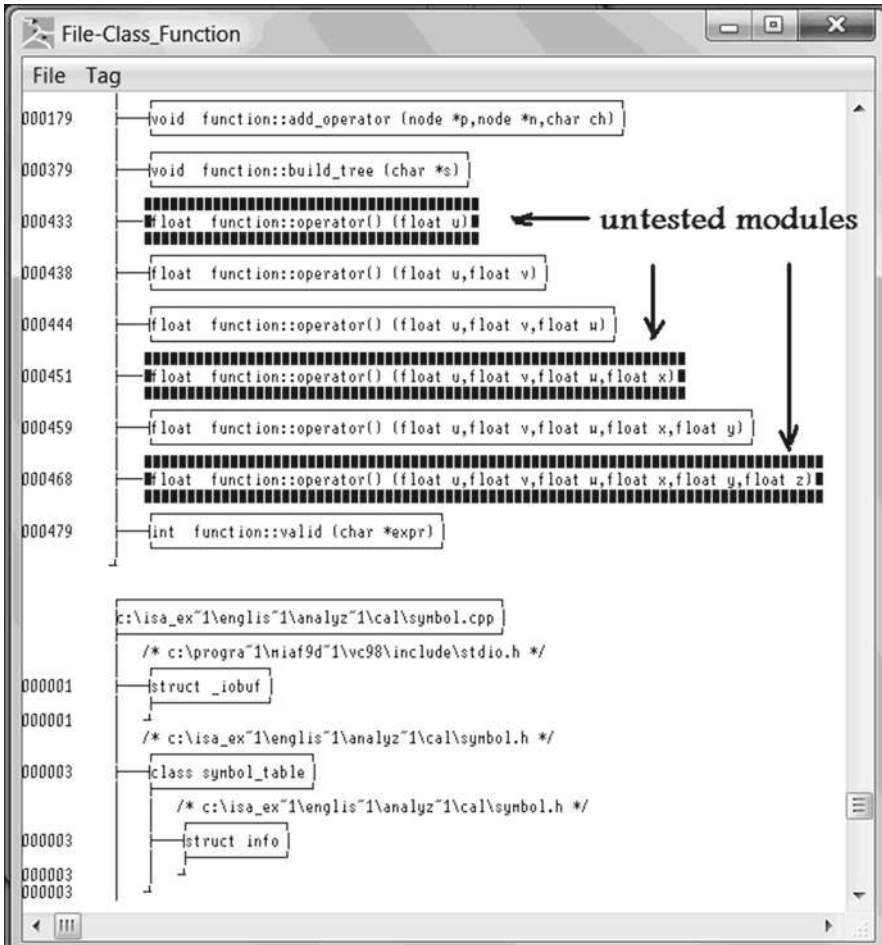 File-Class_Function
File Tag
000179 void function::add_operator (node *p,node *n,char ch)
000379 void function::build_tree (char *s)
000433 float function::operator() (float u)
untested modules
000438 float function::operator() (float u,float v)
000444 float function::operator() (float u,float v,float w)
000451 float function::operator() (float u,float v,float w,float x)
000459 float function::operator() (float u,float v,float w,float x,float y)
000468 float function::operator() (float u,float v,float w,float x,float y,float z)
000479 int function::valid (char *expr)
c:\isa_ex~1\englis~1\analyz~1\cal\symbol.cpp
/* c:\progra~1\miaf9d~1\vc98\include\stdio.h */
000001 struct _iobuf
000001
/* c:\isa_ex~1\englis~1\analyz~1\cal\symbol.h */
000003 class symbol_table
/* c:\isa_ex~1\englis~1\analyz~1\cal\symbol.h */
000003 struct info
000003
000003